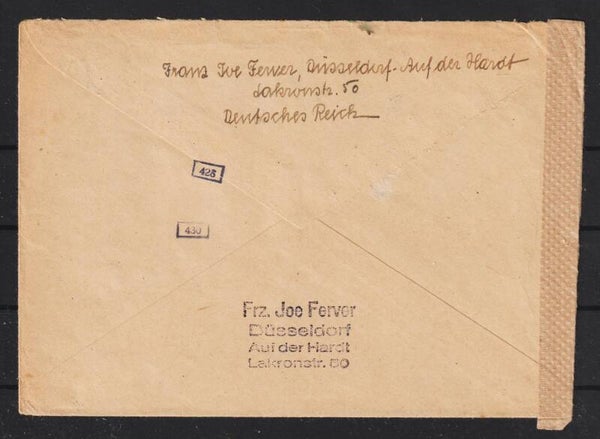 Franz Joe Ferver, Düsseldorf-Auf der Hardt
Lakronstr. 50
Deutsches Reich
425
430
Frz. Joe Ferver
Düsseldorf
Auf der Hardt
Lakronstr. 50